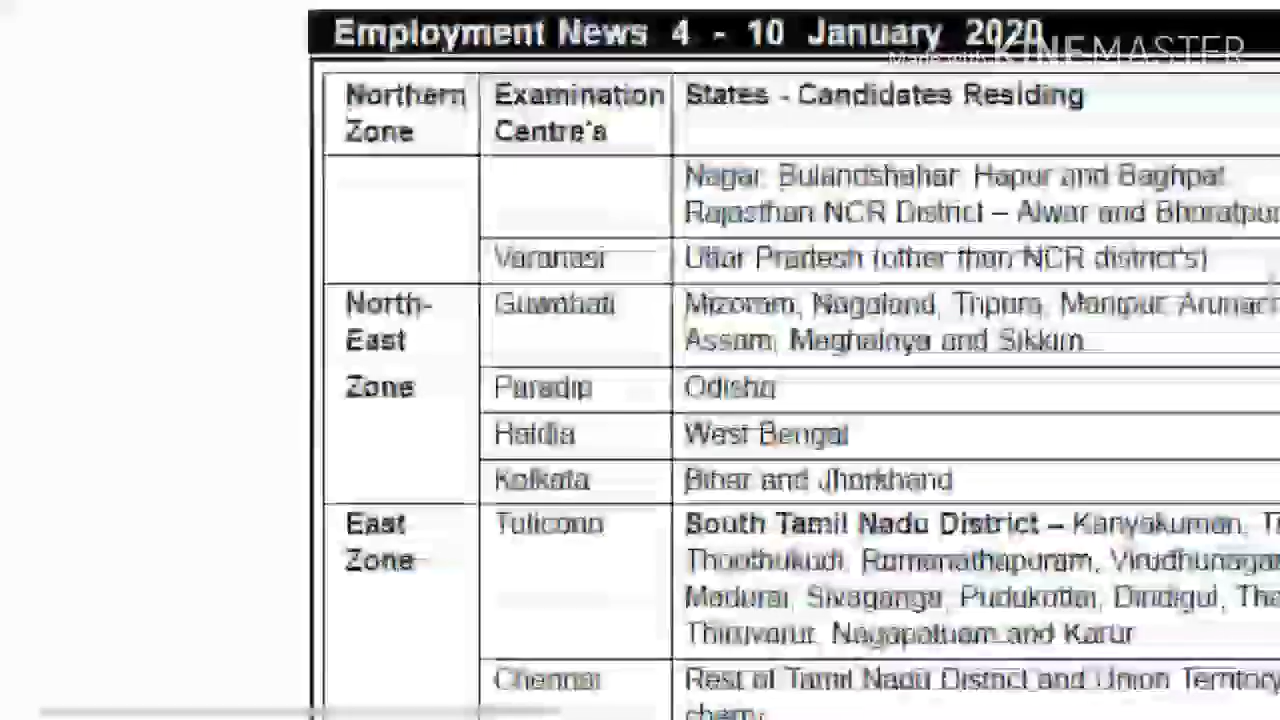 Employment News 4 - 10 January 2020
Made with KINEMASTER
Northern Examination States - Candidates Residing
Zone Centre's
Nagar, Bulandshahar, Hapur and Baghpat.
Rajasthan NCR District – Alwar and Bharatpur
Varanasi Uttar Pradesh (other than NCR district's)
North- Guwahati Mizoram, Nagaland, Tripura, Manipur,
East Assam, Meghalaya and Sikkim
Zone Paradip Odisha
Haldia West Bengal
Kolkata Bihar and Jharkhand
East Tuticorin South Tamil Nadu District – Kanyakumari,
Zone Thoothukudi, Ramanathapuram, Virudhunagar
Madurai, Sivaganga, Pudukottai, Dindigul,
Thiruvarur, Nagapattuam and Karur
Chennai Rest of Tamil Nadu District and Union Territory
cherry